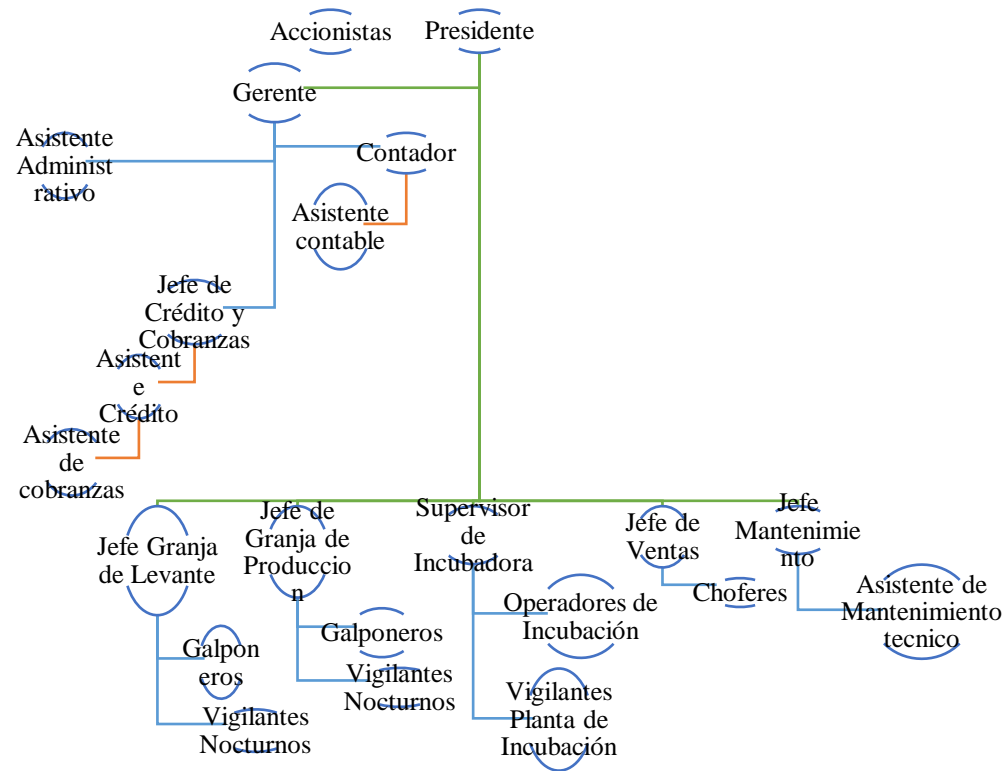 Accionistas
Presidente
Gerente
Asistente
Administ
rativo
Contador
Asistente
contable
Jefe de
Crédito y
Cobranzas
Asistent
e
Crédito
Asistente
de
cobranzas
Jefe Granja
de Levante
Jefe de
Granja de
Produccio
n
Supervisor
de
Incubadora
Jefe de
Ventas
Jefe
Mantenimie
nto
Galpon
eros
Vigilantes
Nocturnos
Galponeros
Vigilantes
Nocturnos
Operadores de
Incubación
Vigilantes
Planta de
Incubación
Choferes
Asistente de
Mantenimiento
tecnico